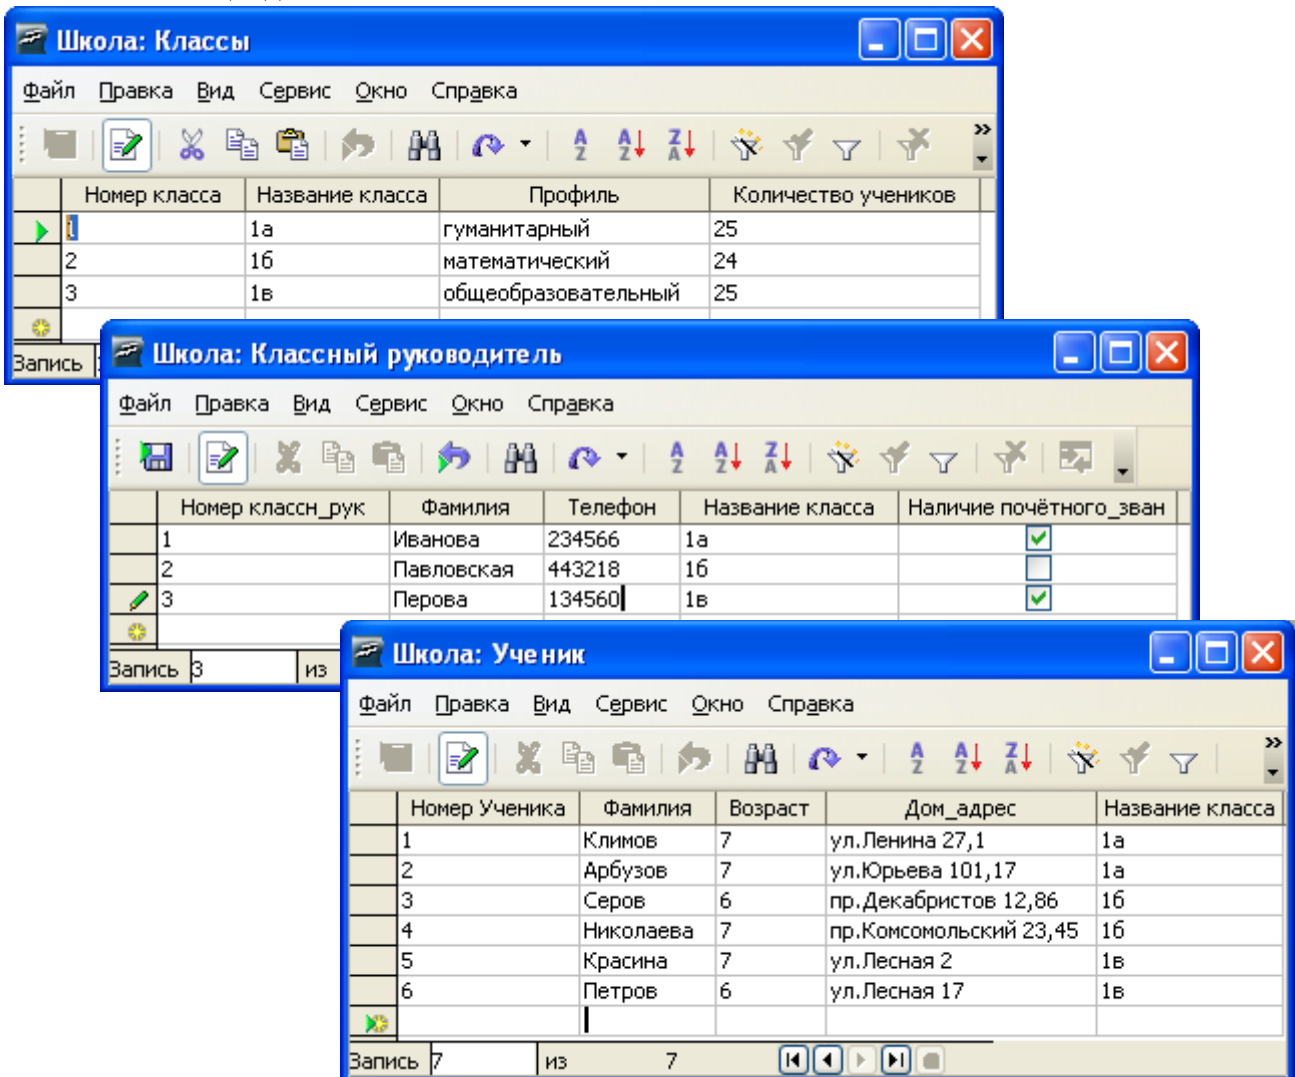 Школа: Классы
Файл Правка Вид Сервис Окно Справка
Номер класса Название класса Профиль Количество учеников
1 1а гуманитарный 25
2 1б математический 24
3 1в общеобразовательный 25
Запись
Школа: Классный руководитель
Файл Правка Вид Сервис Окно Справка
Номер классн_рук Фамилия Телефон Название класса Наличие почётного_зван
1 Иванова 234566 1а
2 Павловская 443218 1б
3 Перова 134560 1в
Запись 3 из
Школа: Ученик
Файл Правка Вид Сервис Окно Справка
Номер Ученика Фамилия Возраст Дом_адрес Название класса
1 Климов 7 ул.Ленина 27,1 1а
2 Арбузов 7 ул.Юрьева 101,17 1а
3 Серов 6 пр.Декабристов 12,86 1б
4 Николаева 7 пр.Комсомольский 23,45 1б
5 Красина 7 ул.Лесная 2 1в
6 Петров 6 ул.Лесная 17 1в
Запись 7 из 7